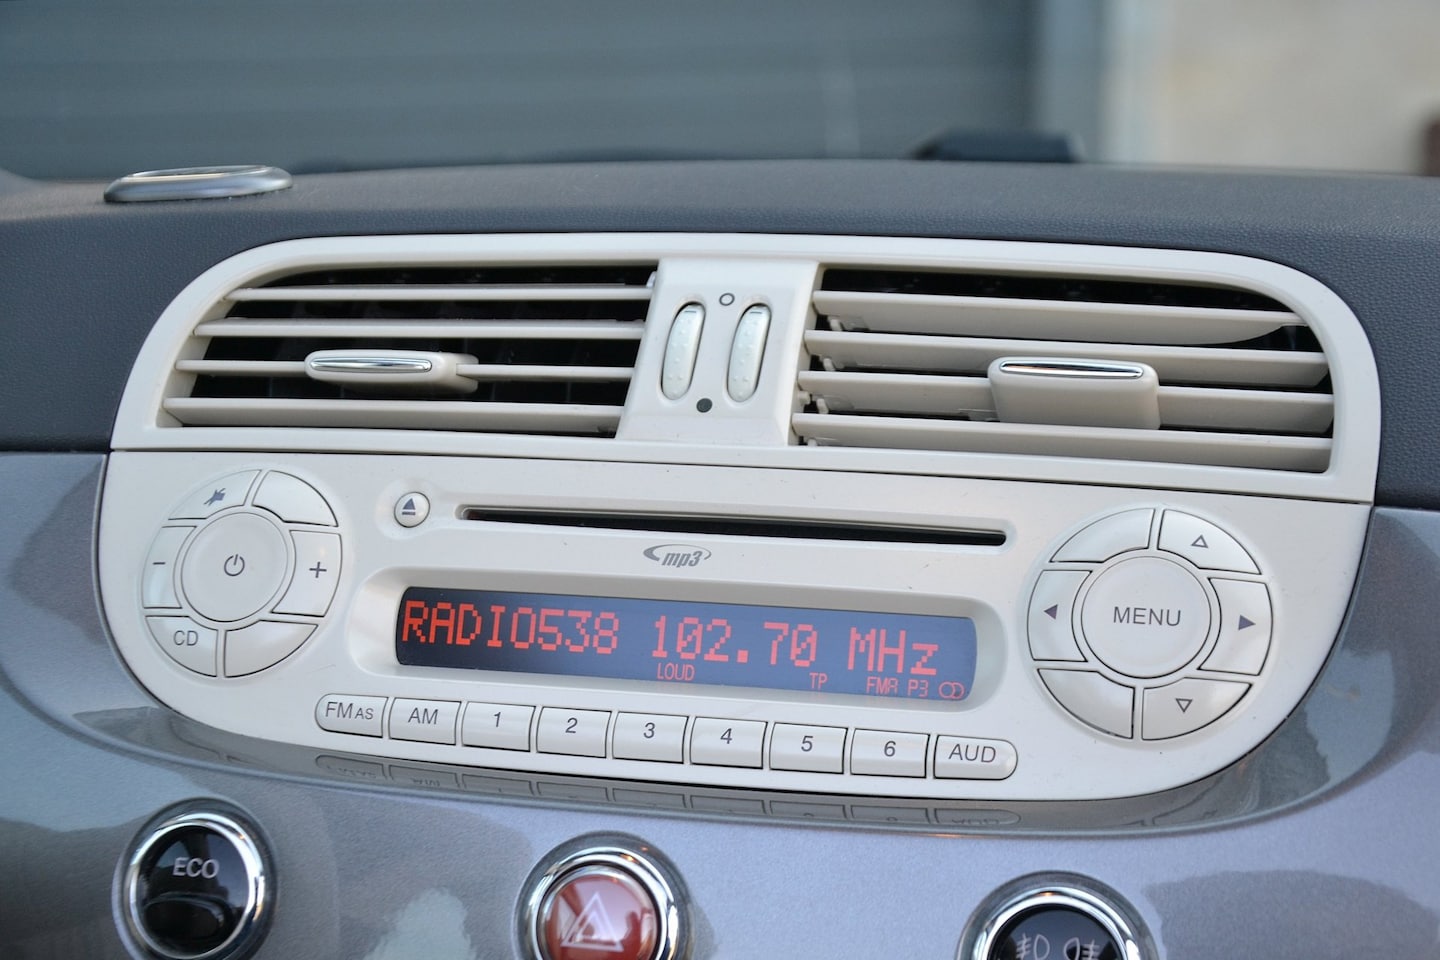 mp3
RADIO538 102.70 MHz
LOUD TP FMA P3
CD
MENU
FM AS AM 1 2 3 4 5 6 AUD
ECO